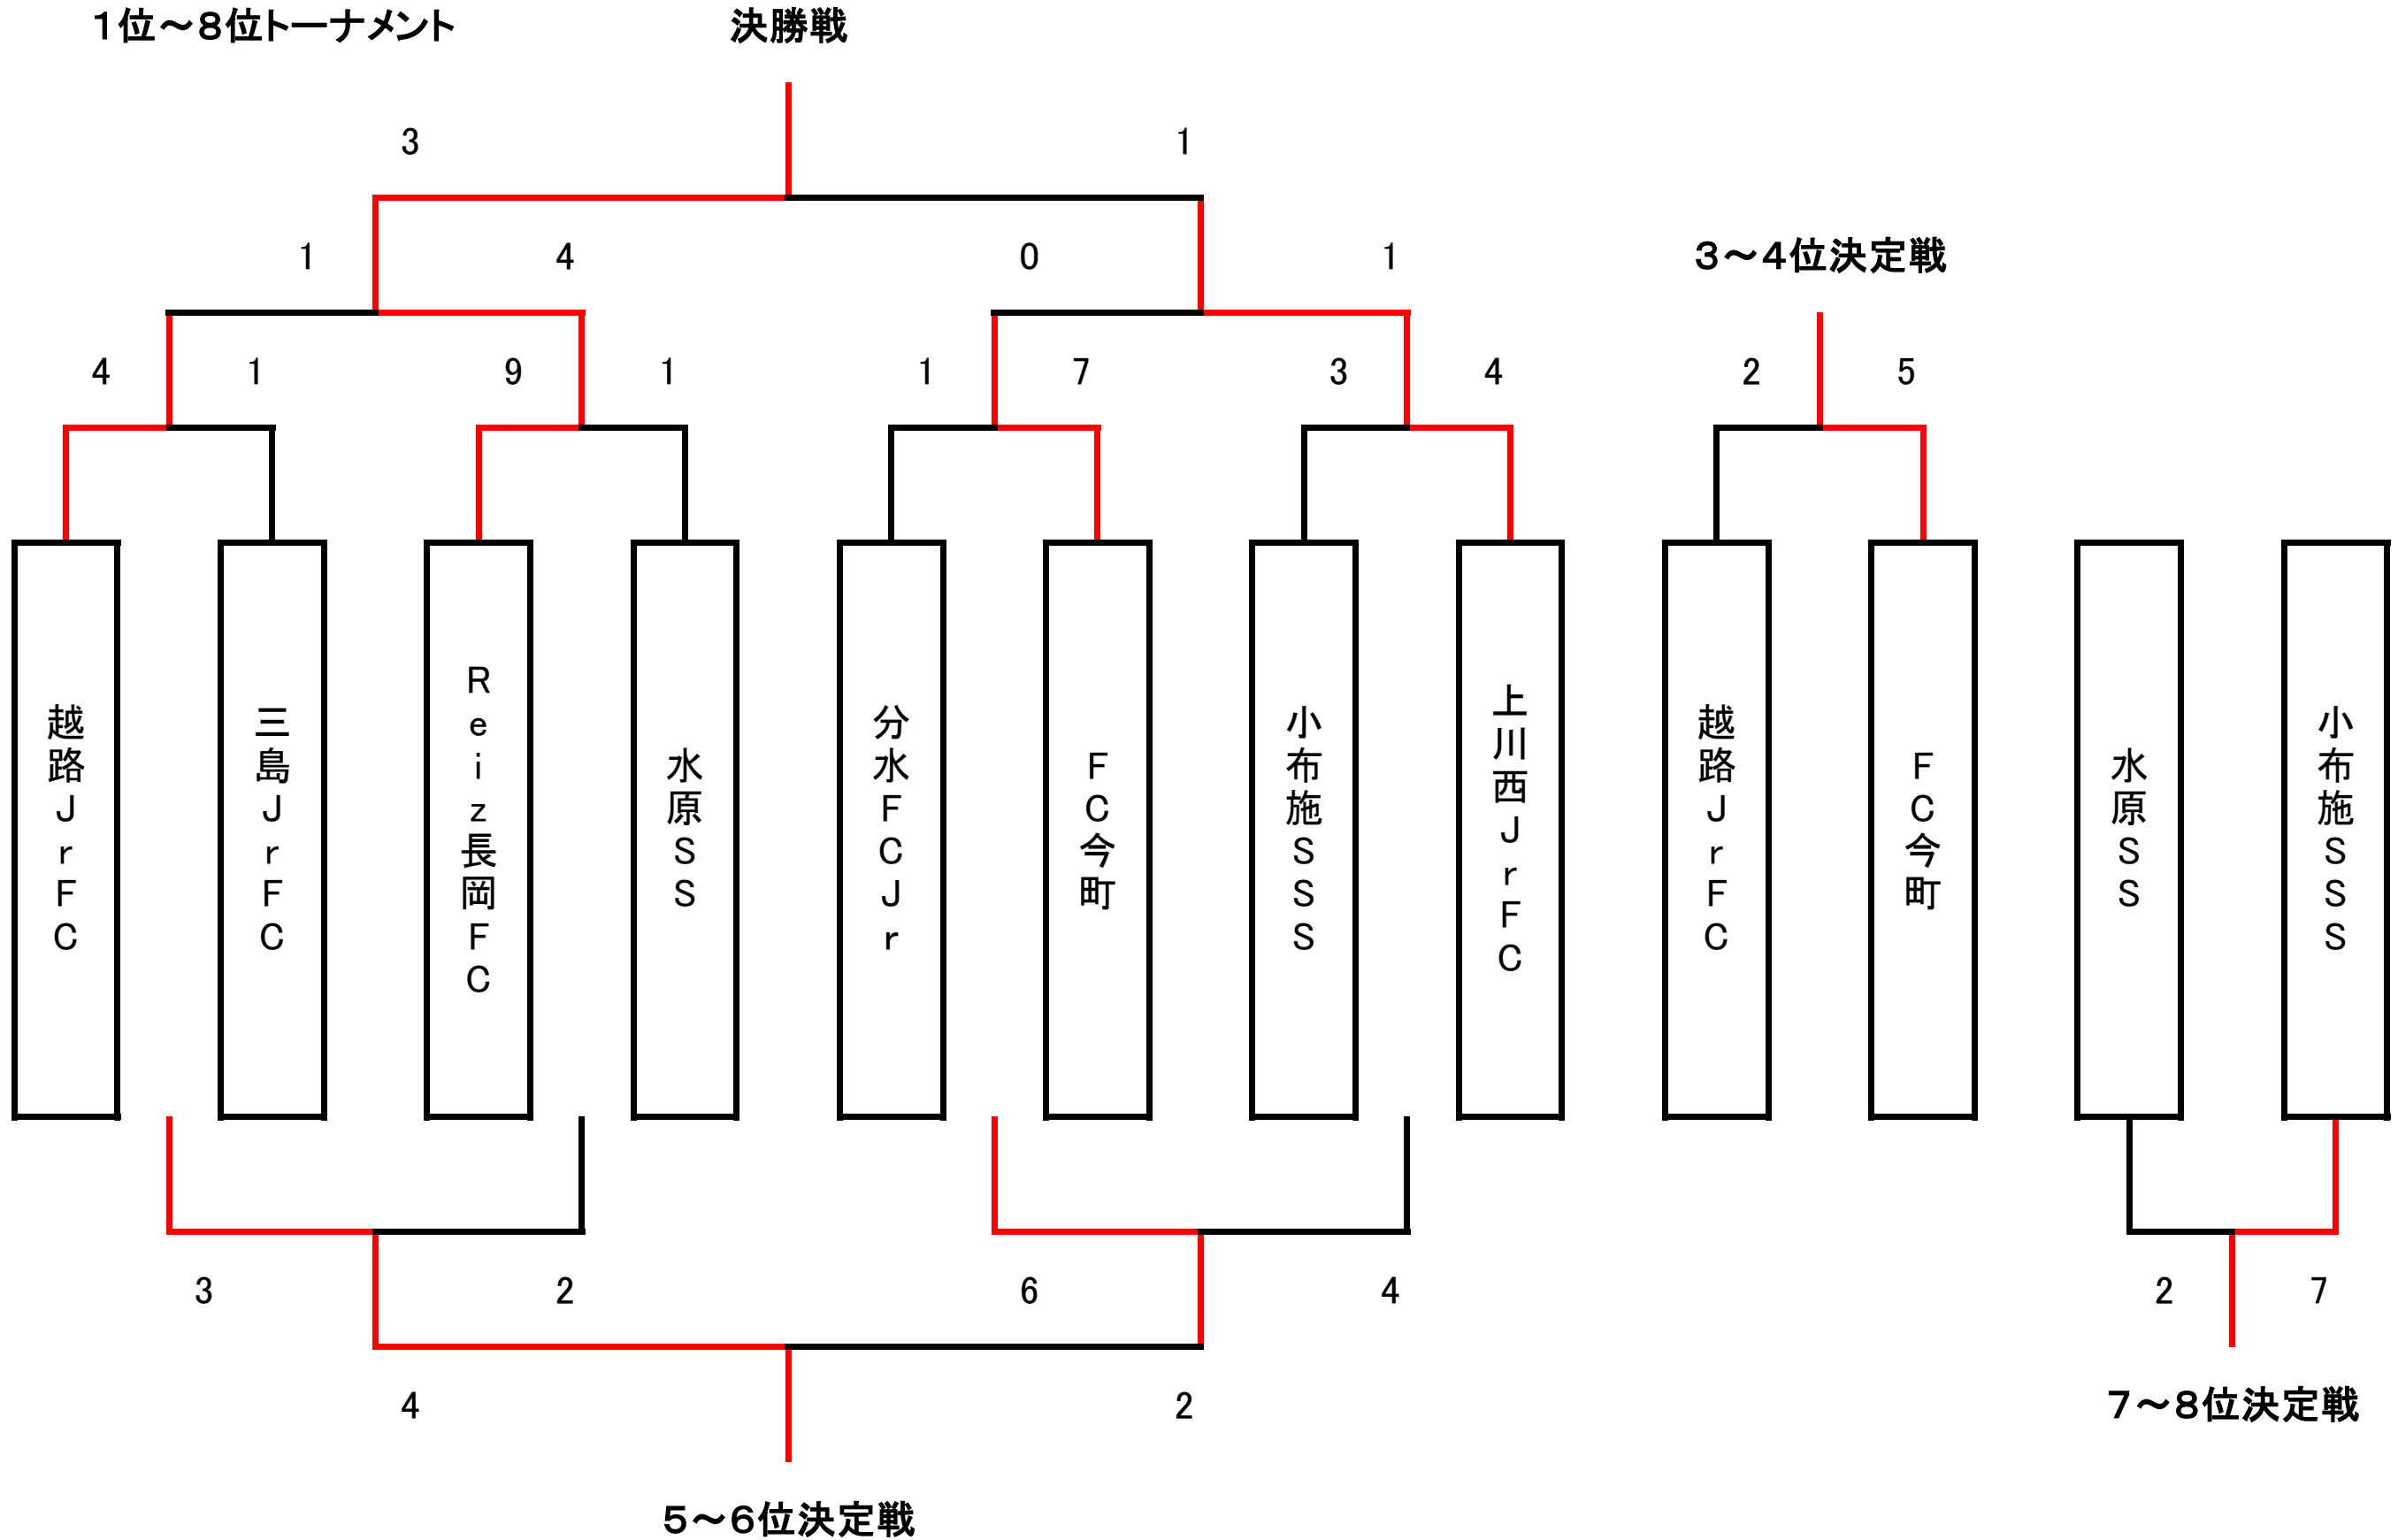 1位～8位トーナメント
決勝戦
3 1
1 4 0 1
3～4位決定戦
4 1 9 1 1 7 3 4 2 5
越路JrFC
三島JrFC
Reiz長岡FC
水原SS
分水FCJr
FC今町
小布施SSS
上川西JrFC
越路JrFC
FC今町
水原SS
小布施SSS
3 2 6 4 2 7
4 2
7～8位決定戦
5～6位決定戦